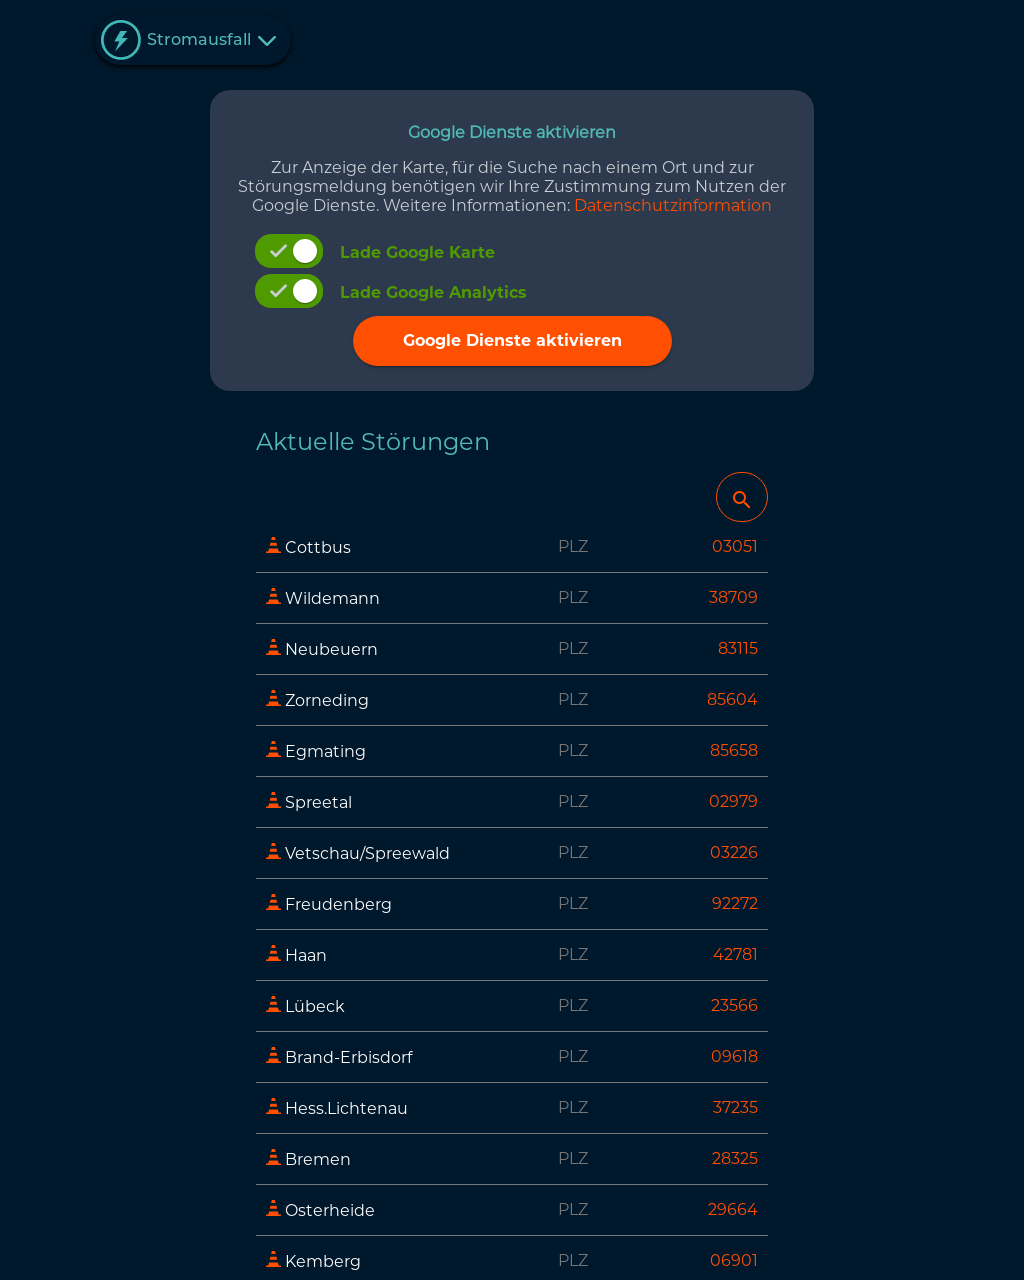 Stromausfall
Google Dienste aktivieren
Zur Anzeige der Karte, für die Suche nach einem Ort und zur
Störungsmeldung benötigen wir Ihre Zustimmung zum Nutzen der
Google Dienste. Weitere Informationen: Datenschutzinformation
Lade Google Karte
Lade Google Analytics
Google Dienste aktivieren
Aktuelle Störungen
Cottbus PLZ 03051
Wildemann PLZ 38709
Neubeuern PLZ 83115
Zorneding PLZ 85604
Egmating PLZ 85658
Spreetal PLZ 02979
Vetschau/Spreewald PLZ 03226
Freudenberg PLZ 92272
Haan PLZ 42781
Lübeck PLZ 23566
Brand-Erbisdorf PLZ 09618
Hess.Lichtenau PLZ 37235
Bremen PLZ 28325
Osterheide PLZ 29664
Kemberg PLZ 06901